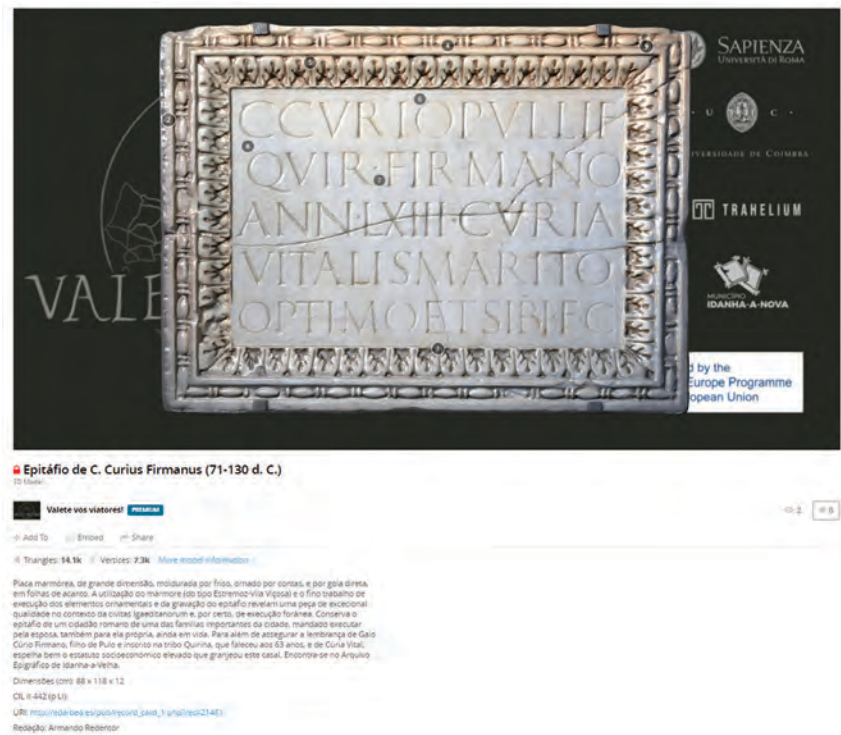 SAPIENZA
UNIVERSITÀ DI ROMA
· U C ·
UNIVERSIDADE DE COIMBRA
TRAHELIUM
MUNICÍPIO
IDANHA-A-NOVA
VALE
d by the
Europe Programme
opean Union
C CVRIO PVLLI F
QVIR·FIRMANO
ANN·LXIII·CVRIA
VITALIS MARITO
OPTIMO ET SIBI F C
Epitáfio de C. Curius Firmanus (71-130 d. C.)
3D Model
Valete vos viatores! PREMIUM
2
0
Add To Embed Share
Triangles: 14.1k Vertices: 7.3k More model information
Placa marmórea, de grande dimensão, moldurada por friso, ornado por contas, e por gola direta,
em folhas de acanto. A utilização do mármore (do tipo Estremoz-Vila Viçosa) e o fino trabalho de
execução dos elementos ornamentais e da gravação do epitáfio revelam uma peça de excecional
qualidade no contexto da civitas Igaeditanorum e, por certo, de execução forânea. Conserva o
epitáfio de um cidadão romano de uma das famílias importantes da cidade, mandado executar
pela esposa, também para ela própria, ainda em vida. Para além de assegurar a lembrança de Gaio
Cúrio Firmano, filho de Pulo e inscrito na tribo Quirina, que faleceu aos 63 anos, e de Cúria Vital,
espelha bem o estatuto socioeconómico elevado que granjeou este casal. Encontra-se no Arquivo
Epigráfico de Idanha-a-Velha.
Dimensões (cm): 88 x 118 x 12
CIL II 442 (p LI)
URI:
Redação: Armando Redentor